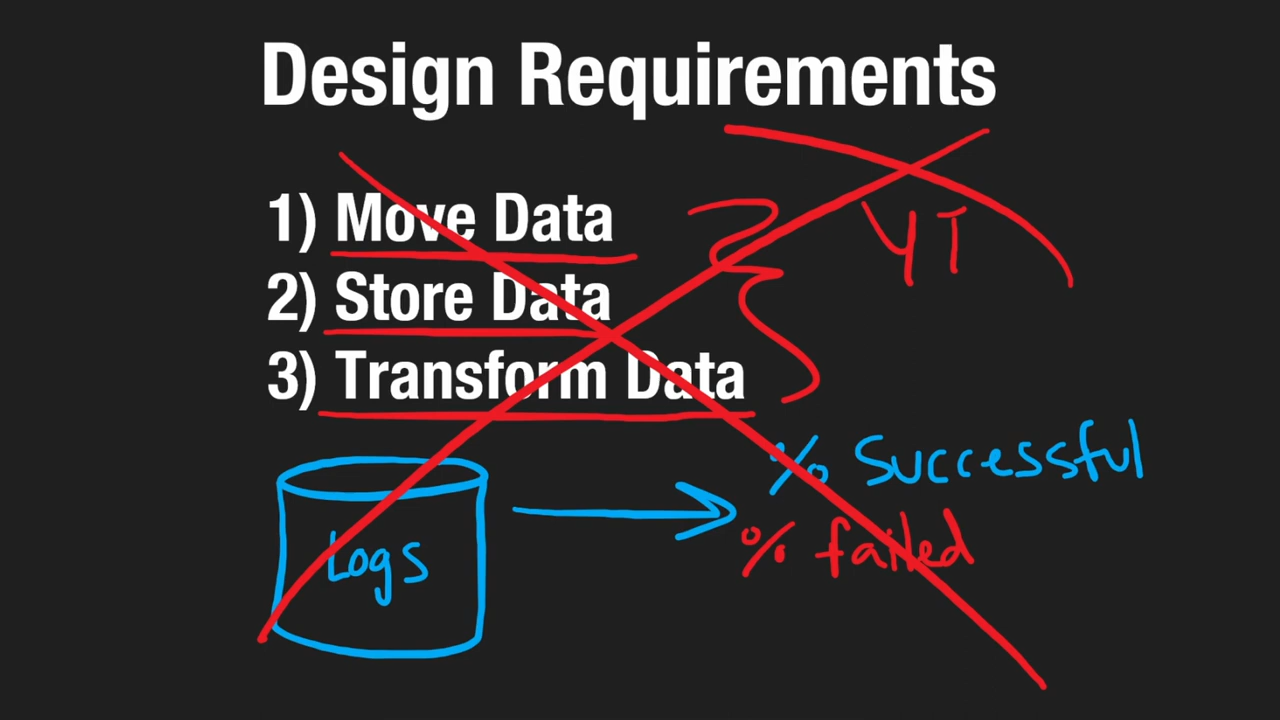 Design Requirements
1) Move Data
YT
2) Store Data
3) Transform Data
% Successful
% failed
Logs